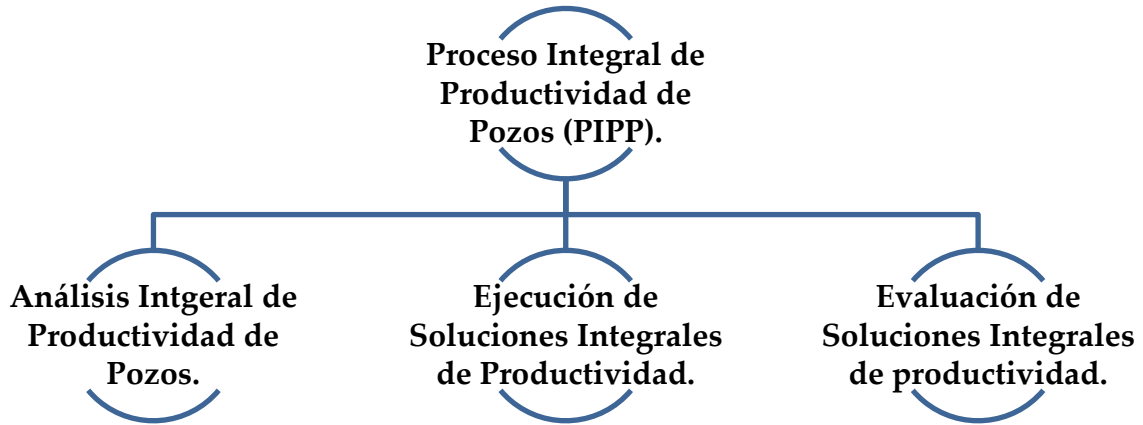 Proceso Integral de
Productividad de
Pozos (PIPP).
Análisis Intgeral de
Productividad de
Pozos.
Ejecución de
Soluciones Integrales
de Productividad.
Evaluación de
Soluciones Integrales
de productividad.